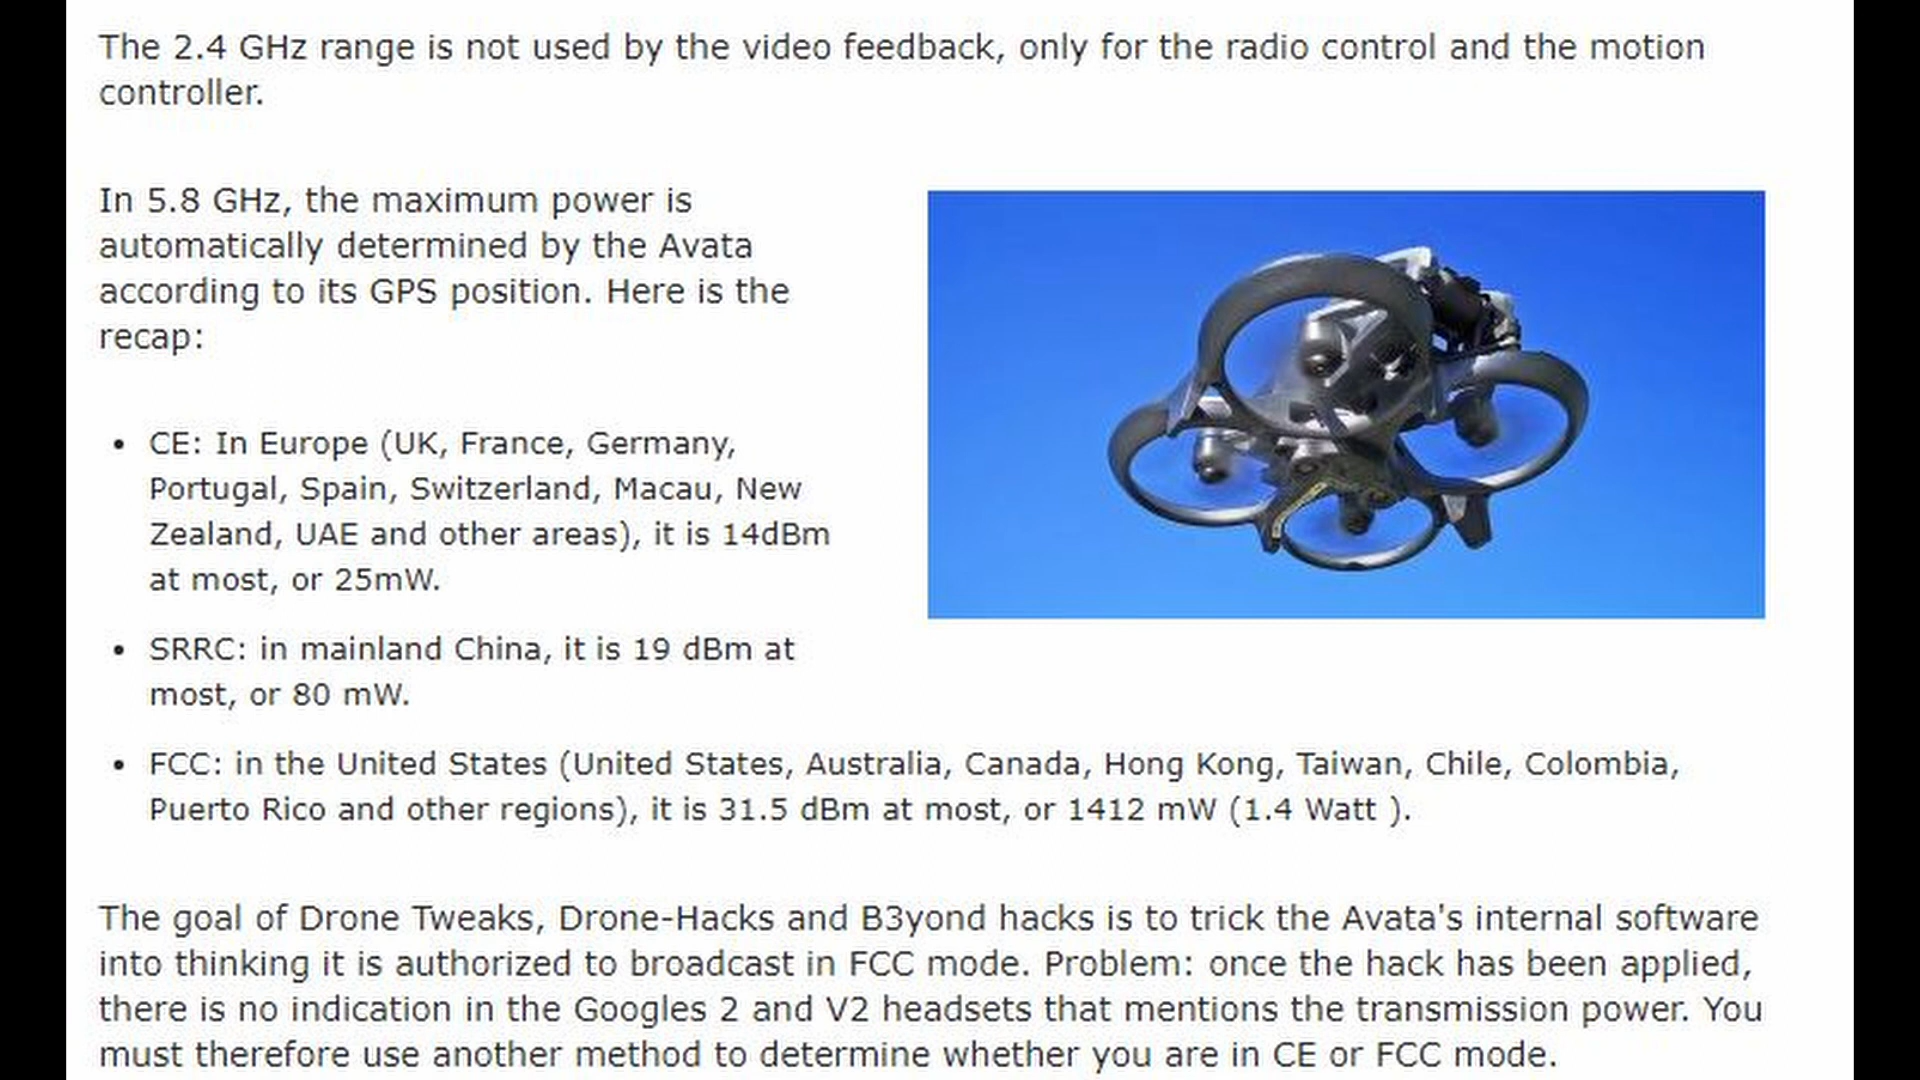 The 2.4 GHz range is not used by the video feedback, only for the radio control and the motion
controller.
In 5.8 GHz, the maximum power is
automatically determined by the Avata
according to its GPS position. Here is the
recap:
• CE: In Europe (UK, France, Germany,
Portugal, Spain, Switzerland, Macau, New
Zealand, UAE and other areas), it is 14dBm
at most, or 25mW.
• SRRC: in mainland China, it is 19 dBm at
most, or 80 mW.
• FCC: in the United States (United States, Australia, Canada, Hong Kong, Taiwan, Chile, Colombia,
Puerto Rico and other regions), it is 31.5 dBm at most, or 1412 mW (1.4 Watt ).
The goal of Drone Tweaks, Drone-Hacks and B3yond hacks is to trick the Avata's internal software
into thinking it is authorized to broadcast in FCC mode. Problem: once the hack has been applied,
there is no indication in the Googles 2 and V2 headsets that mentions the transmission power. You
must therefore use another method to determine whether you are in CE or FCC mode.